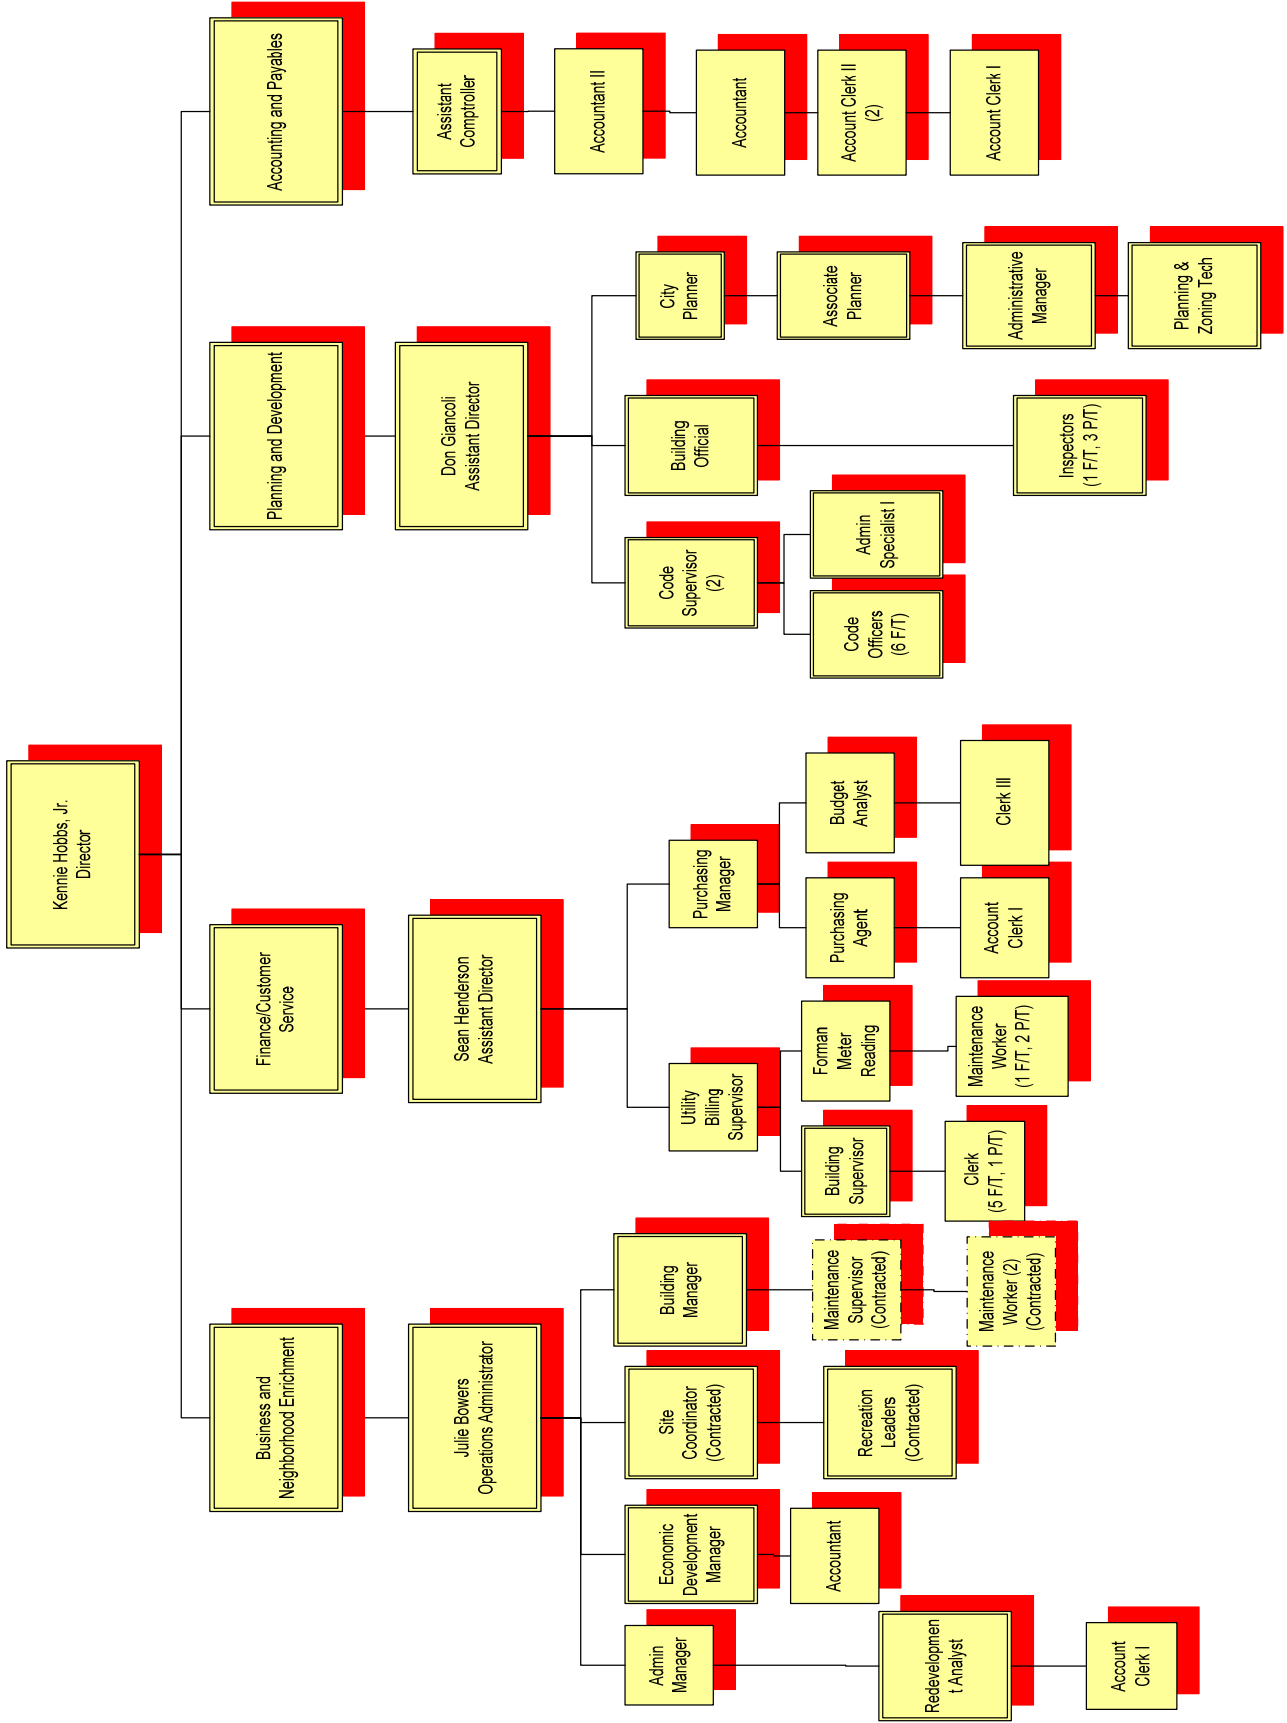 Kennie Hobbs, Jr.
Director
Business and
Neighborhood Enrichment
Finance/Customer
Service
Planning and Development
Accounting and Payables
Julie Bowers
Operations Administrator
Sean Henderson
Assistant Director
Don Giancoli
Assistant Director
Assistant
Comptroller
Accountant II
Accountant
Account Clerk II
(2)
Account Clerk I
Admin
Manager
Redevelopmen
t Analyst
Account
Clerk I
Economic
Development
Manager
Accountant
Site
Coordinator
(Contracted)
Recreation
Leaders
(Contracted)
Building
Manager
Maintenance
Supervisor
(Contracted)
Maintenance
Worker (2)
(Contracted)
Utility
Billing
Supervisor
Building
Supervisor
Clerk
(5 F/T, 1 P/T)
Forman
Meter
Reading
Maintenance
Worker
(1 F/T, 2 P/T)
Purchasing
Manager
Purchasing
Agent
Account
Clerk I
Budget
Analyst
Clerk III
Code
Supervisor
(2)
Code
Officers
(6 F/T)
Admin
Specialist I
Building
Official
Inspectors
(1 F/T, 3 P/T)
City
Planner
Associate
Planner
Administrative
Manager
Planning &
Zoning Tech